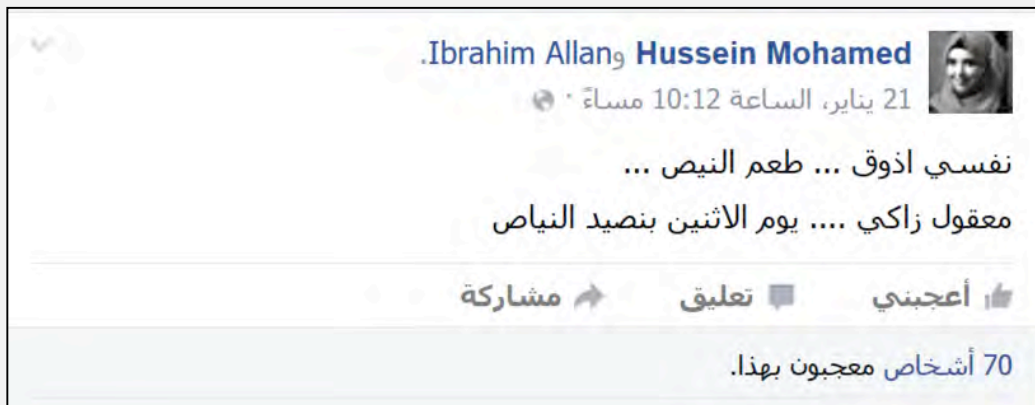 Hussein Mohamed وIbrahim Allan.
21 يناير، الساعة 10:12 مساءً ·
نفسي اذوق ... طعم النيص ...
معقول زاكي .... يوم الاثنين بنصيد النياص
أعجبني تعليق مشاركة
70 أشخاص معجبون بهذا.